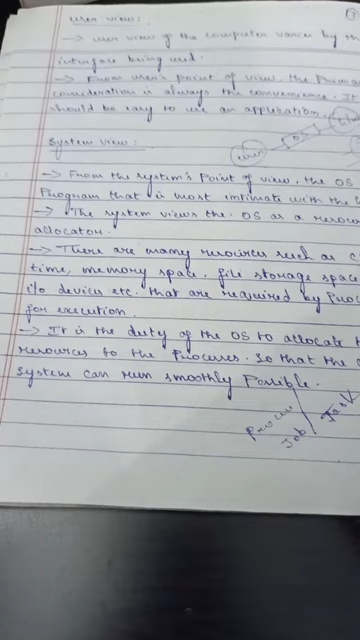 User view:
→ user view of the computer varies by the
interface being used.
→ From user's point of view, the
consideration is always the convenience. It
should be easy to use an application.
user OS
System view:
→ From the system's point of view, the OS
Program that is most intimate with the
→ The system views the OS as a
allocator.
→ There are many resources such as
time, memory space, file storage space
i/o devices etc. that are required by
for execution.
→ It is the duty of the OS to allocate
resources to the Processes. So that the
system can run smoothly Possible.
Process
Job Task